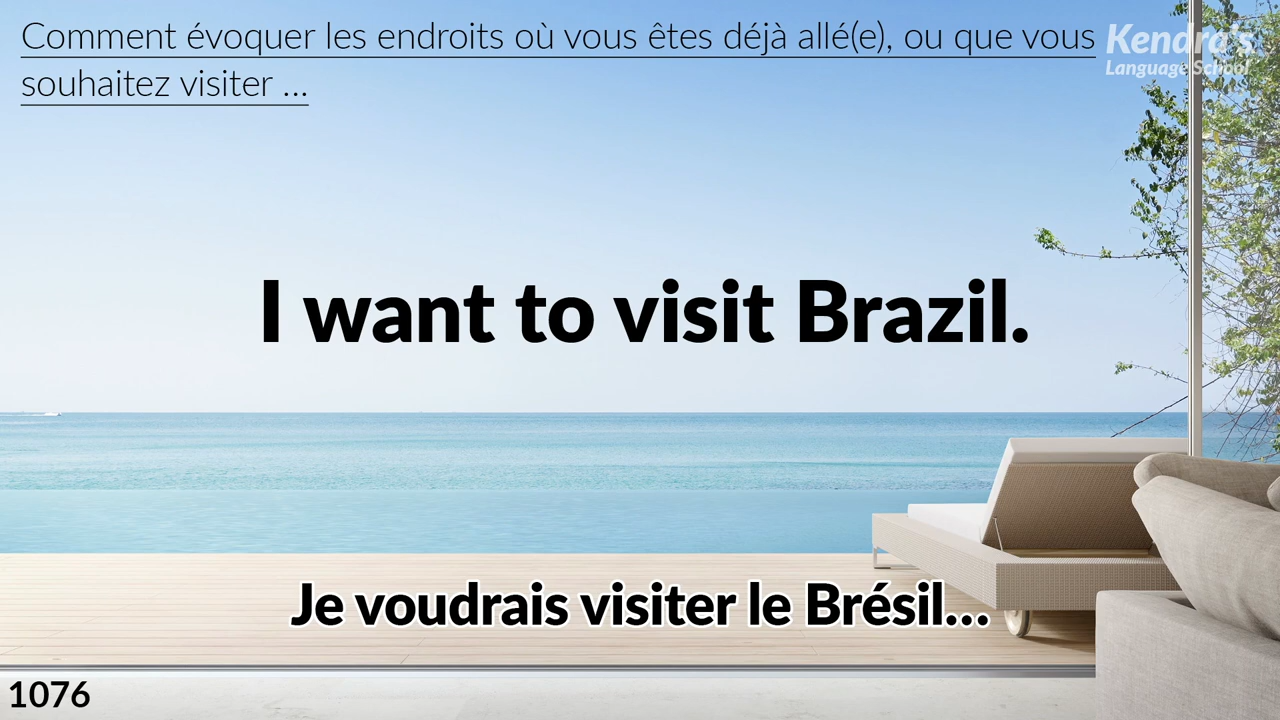 Comment évoquer les endroits où vous êtes déjà allé(e), ou que vous
souhaitez visiter ...
Kendra's
Language School
I want to visit Brazil.
Je voudrais visiter le Brésil...
1076